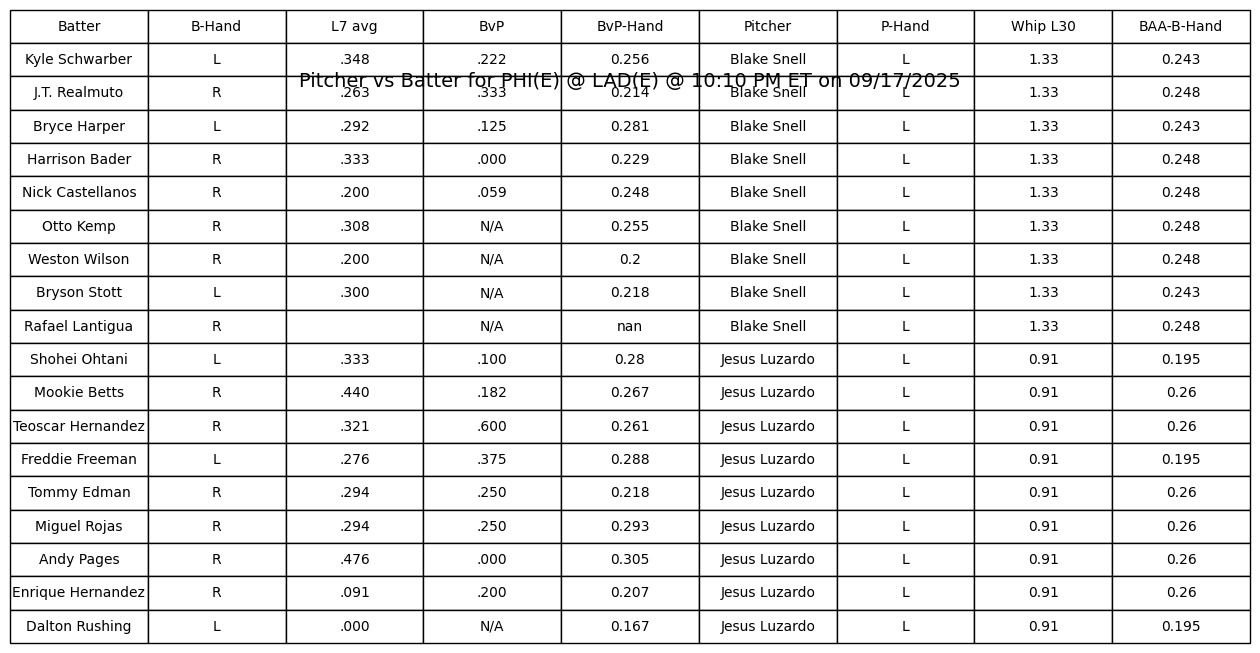 Batter B-Hand L7 avg BvP BvP-Hand Pitcher P-Hand Whip L30 BAA-B-Hand
Kyle Schwarber L .348 .222 0.256 Blake Snell L 1.33 0.243
Pitcher vs Batter for PHI(E) @ LAD(E) @ 10:10 PM ET on 09/17/2025
J.T. Realmuto R .263 .333 0.214 Blake Snell L 1.33 0.248
Bryce Harper L .292 .125 0.281 Blake Snell L 1.33 0.243
Harrison Bader R .333 .000 0.229 Blake Snell L 1.33 0.248
Nick Castellanos R .200 .059 0.248 Blake Snell L 1.33 0.248
Otto Kemp R .308 N/A 0.255 Blake Snell L 1.33 0.248
Weston Wilson R .200 N/A 0.2 Blake Snell L 1.33 0.248
Bryson Stott L .300 N/A 0.218 Blake Snell L 1.33 0.243
Rafael Lantigua R N/A nan Blake Snell L 1.33 0.248
Shohei Ohtani L .333 .100 0.28 Jesus Luzardo L 0.91 0.195
Mookie Betts R .440 .182 0.267 Jesus Luzardo L 0.91 0.26
Teoscar Hernandez R .321 .600 0.261 Jesus Luzardo L 0.91 0.26
Freddie Freeman L .276 .375 0.288 Jesus Luzardo L 0.91 0.195
Tommy Edman R .294 .250 0.218 Jesus Luzardo L 0.91 0.26
Miguel Rojas R .294 .250 0.293 Jesus Luzardo L 0.91 0.26
Andy Pages R .476 .000 0.305 Jesus Luzardo L 0.91 0.26
Enrique Hernandez R .091 .200 0.207 Jesus Luzardo L 0.91 0.26
Dalton Rushing L .000 N/A 0.167 Jesus Luzardo L 0.91 0.195